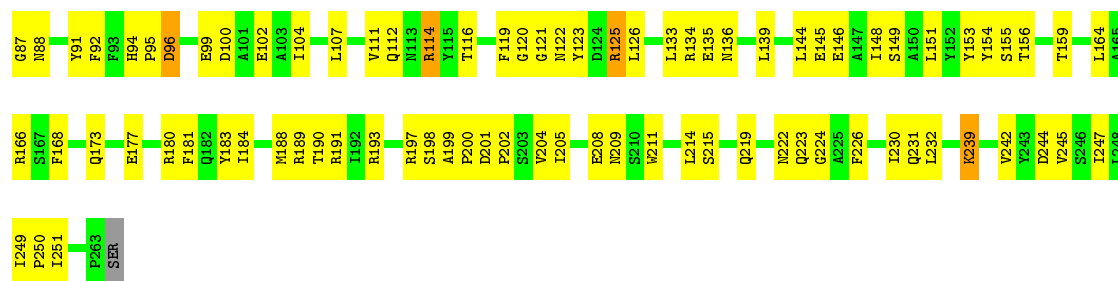 G87 N88 Y91 F92 F93 H94 P95 D96 E99 D100 A101 E102 A103 I104 L107 V111 Q112 N113 R114 Y115 T116 F119 G120 G121 N122 Y123 D124 R125 L126 L133 R134 E135 N136 L139 L144 E145 E146 A147 I148 S149 A150 L151 Y152 Y153 Y154 S155 T156 T159 L164 A165
R166 S167 F168 Q173 E177 R180 F181 Q182 Y183 I184 M188 R189 T190 R191 I192 R193 R197 S198 A199 P200 D201 P202 S203 V204 I205 E208 N209 S210 W211 L214 S215 Q219 N222 Q223 G224 A225 F226 I230 Q231 L232 K239 V242 Y243 D244 V245 S246 I247 L248
I249 P250 I251 P263 SER